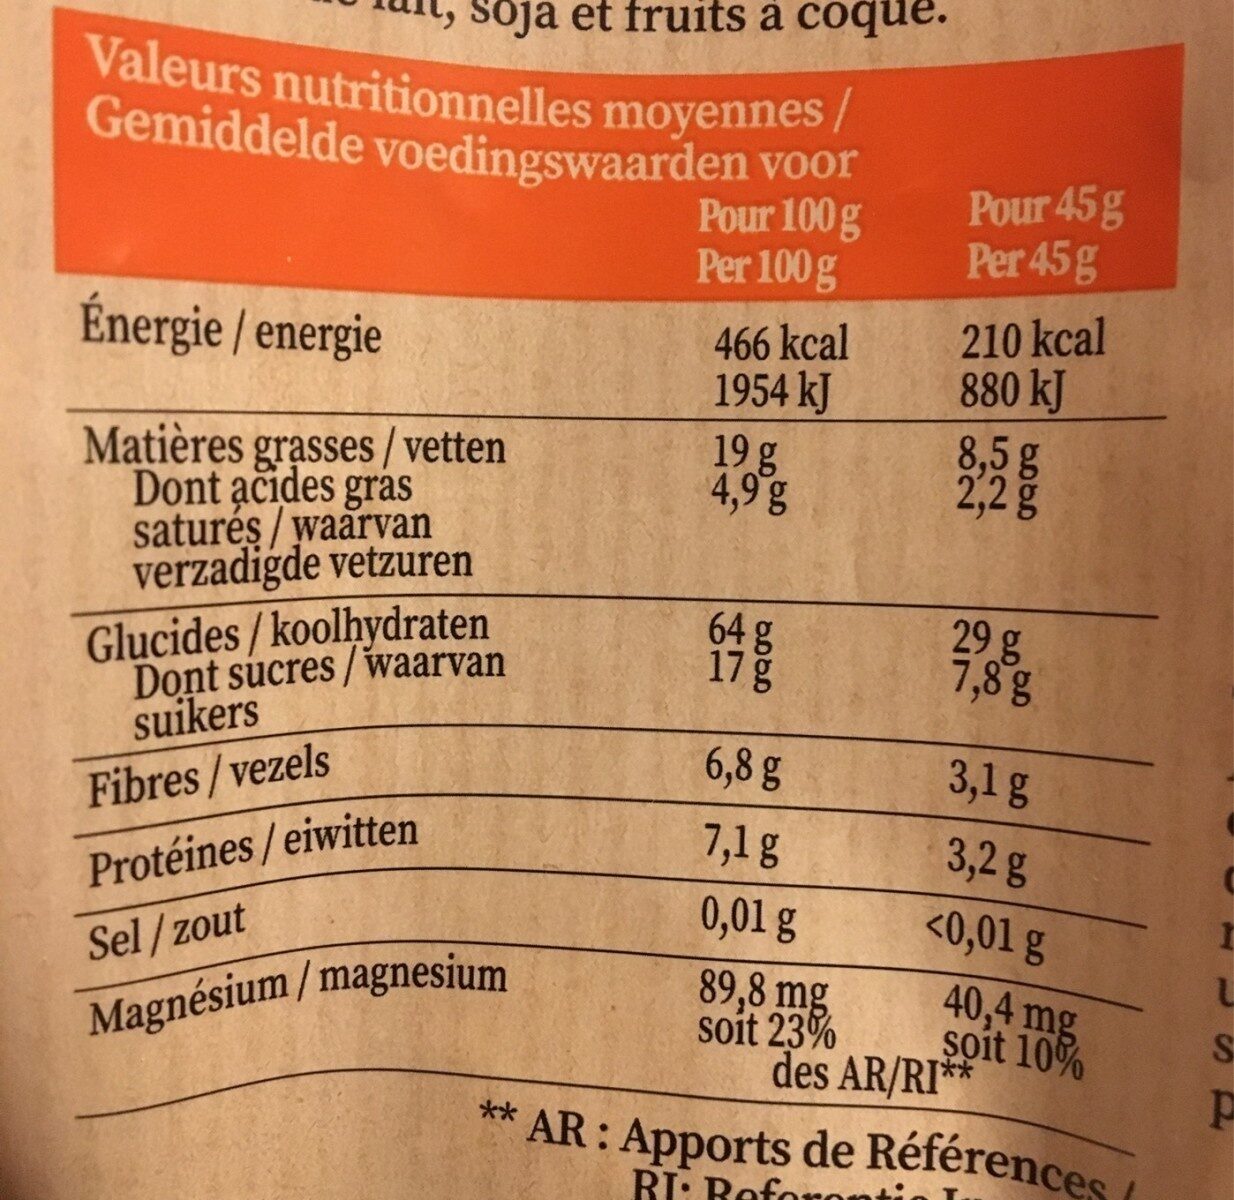 soja et fruits à coque.
Valeurs nutritionnelles moyennes /
Gemiddelde voedingswaarden voor
Pour 100 g Pour 45 g
Per 100 g Per 45 g
Énergie / energie 466 kcal 210 kcal
1954 kJ 880 kJ
Matières grasses / vetten 19 g 8,5 g
Dont acides gras 4,9 g 2,2 g
saturés / waarvan
verzadigde vetzuren
Glucides / koolhydraten 64 g 29 g
Dont sucres / waarvan 17 g 7,8 g
suikers
Fibres / vezels 6,8 g 3,1 g
Protéines / eiwitten 7,1 g 3,2 g
Sel / zout 0,01 g <0,01 g
Magnésium / magnesium 89,8 mg 40,4 mg
soit 23% soit 10%
des AR/RI**
** AR : Apports de Références /
RI: